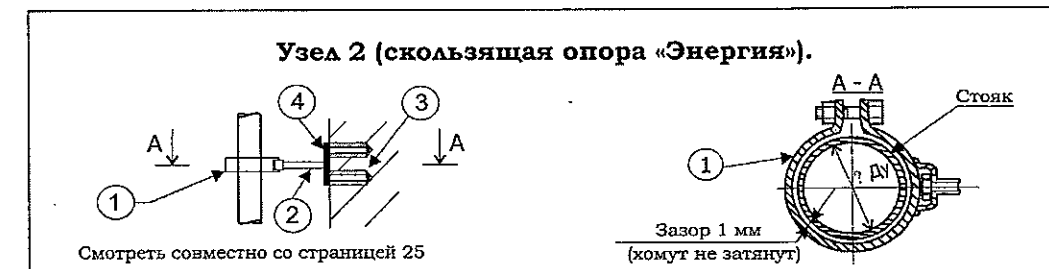 Узел 2 (скользящая опора «Энергия»).
4
3
А
А
1
2
Смотреть совместно со страницей 25
А - А
Стояк
1
? Ду
Зазор 1 мм
(хомут не затянут)